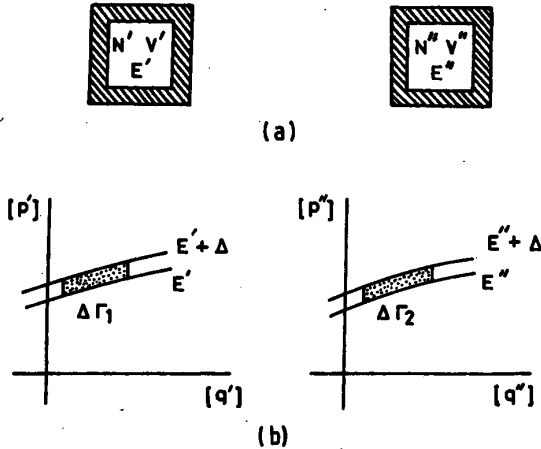 N′ V′
E′
N″ V″
E″
(a)
[p′]
E′ + Δ
E′
ΔΓ₁
[q′]
[p″]
E″ + Δ
E″
ΔΓ₂
[q″]
(b)